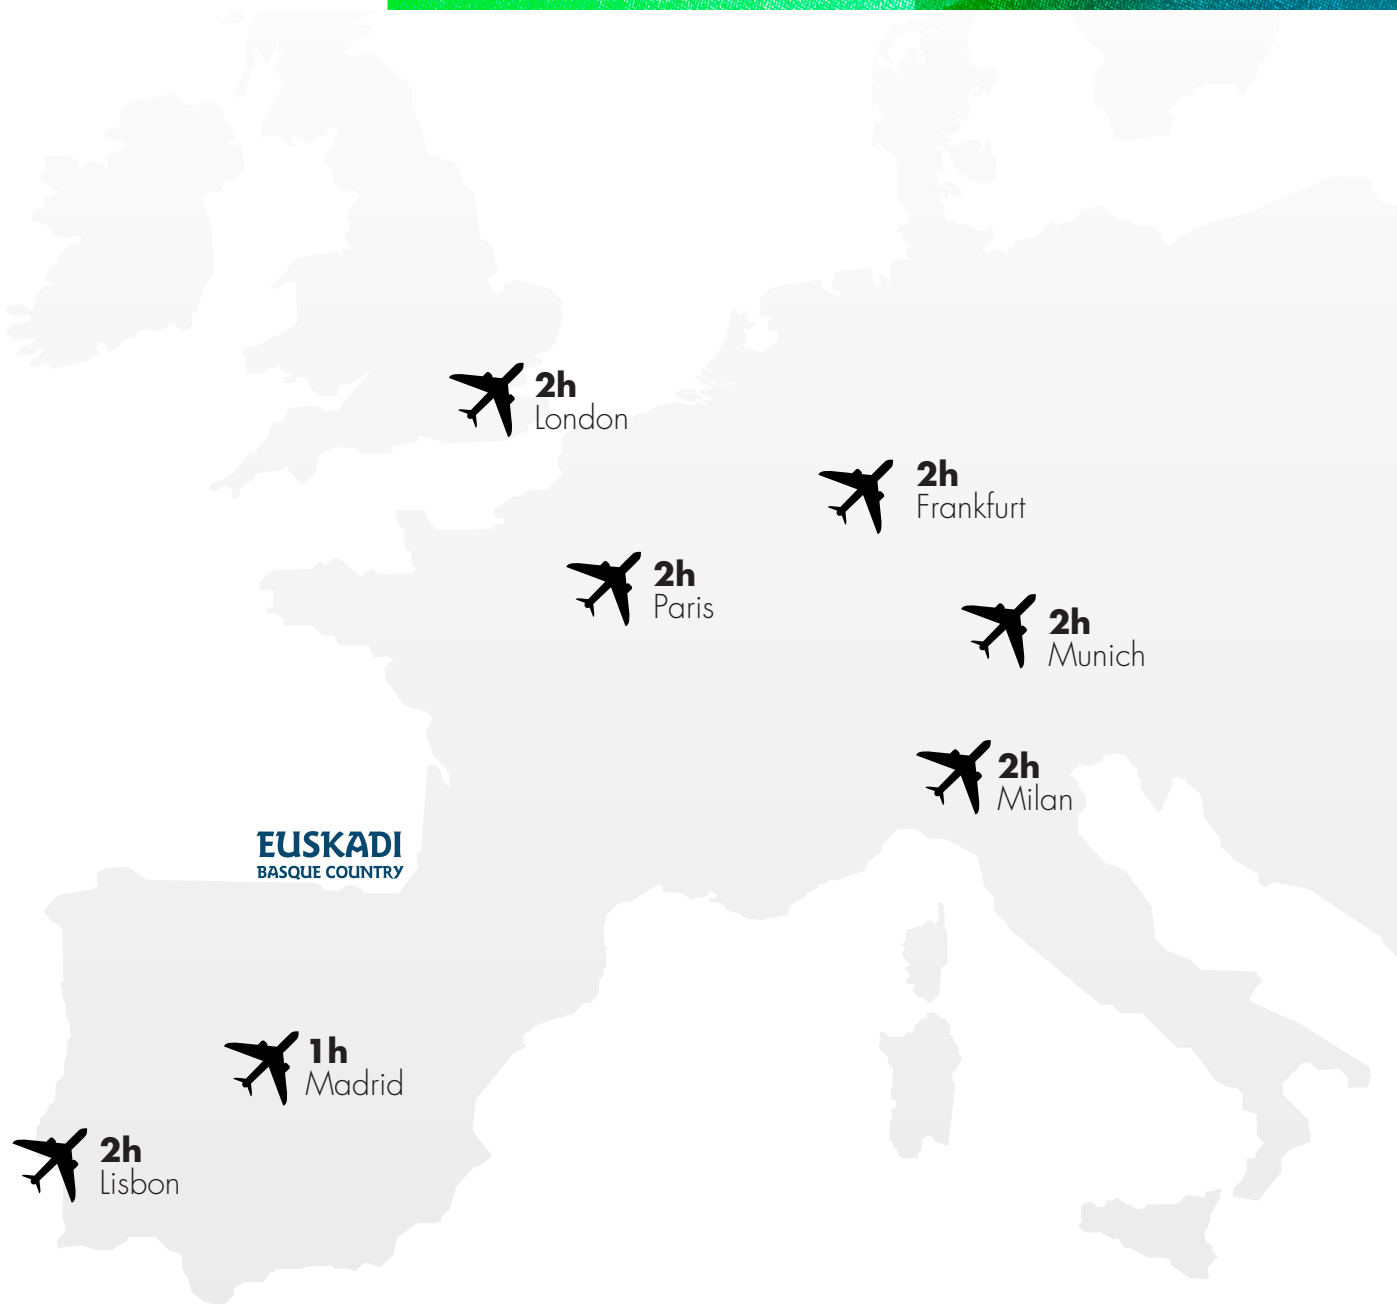 2h
London
2h
Frankfurt
2h
Paris
2h
Munich
2h
Milan
EUSKADI
BASQUE COUNTRY
1h
Madrid
2h
Lisbon